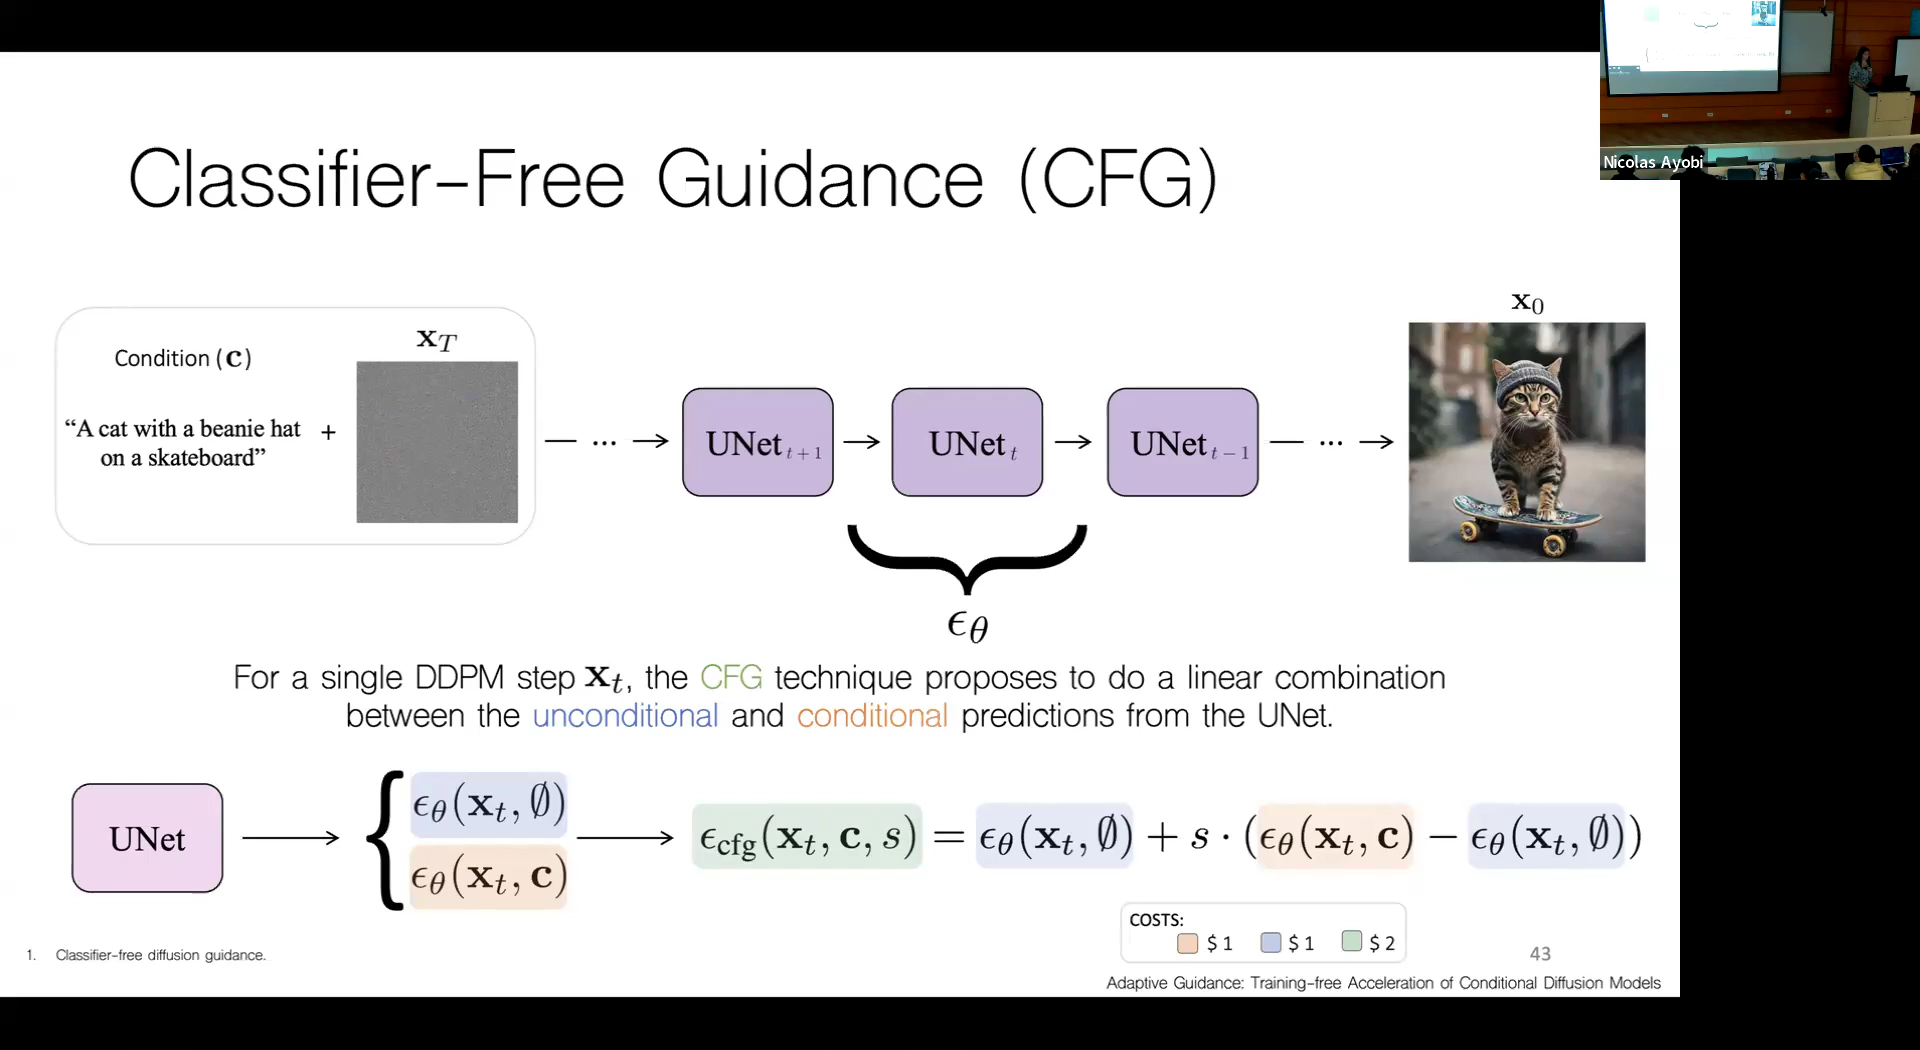 Nicolas Ayobi
Classifier-Free Guidance (CFG)
Condition (c)
x_T
"A cat with a beanie hat
on a skateboard"
+
...
UNet t+1
UNet t
UNet t−1
...
x_0
ϵ_θ
For a single DDPM step x_t, the CFG technique proposes to do a linear combination
between the unconditional and conditional predictions from the UNet.
UNet
ϵ_θ(x_t, ∅)
ϵ_θ(x_t, c)
ϵ_cfg(x_t, c, s) = ϵ_θ(x_t, ∅) + s · (ϵ_θ(x_t, c) − ϵ_θ(x_t, ∅))
COSTS:
$ 1 $ 1 $ 2
1. Classifier-free diffusion guidance.
43
Adaptive Guidance: Training-free Acceleration of Conditional Diffusion Models